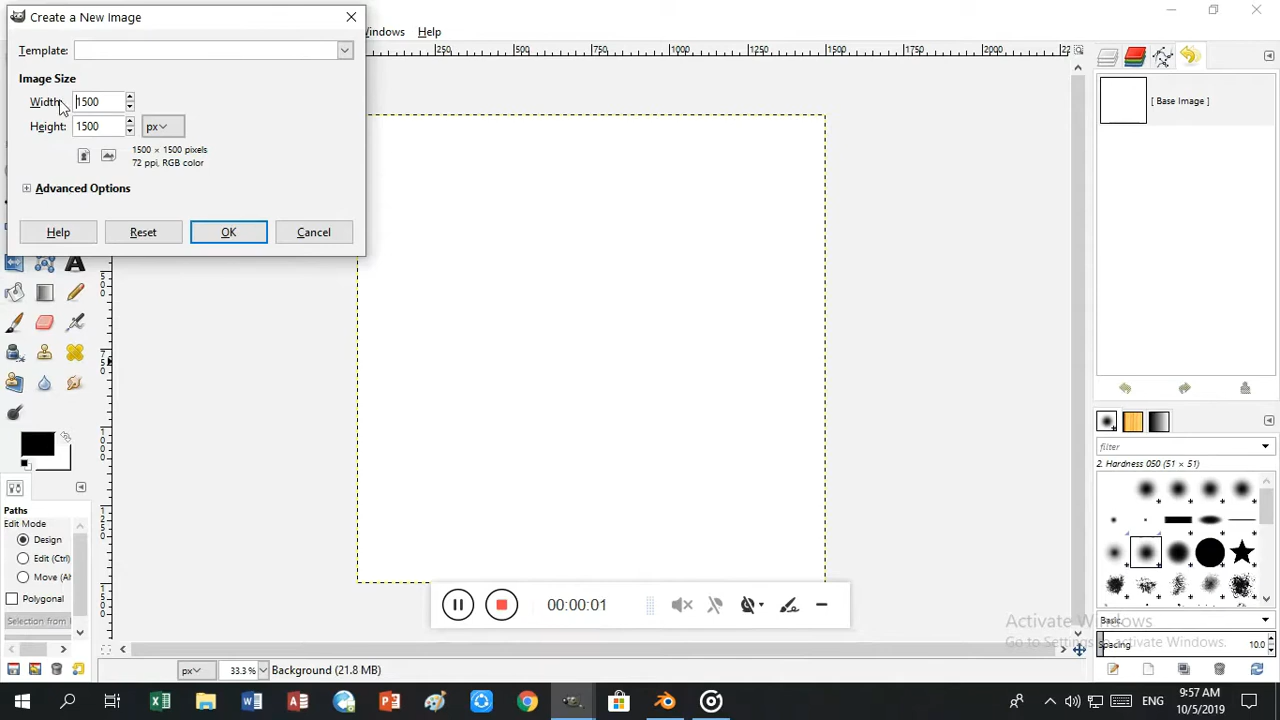 Create a New Image
Template:
Image Size
Width: 1500
Height: 1500 px
1500 × 1500 pixels
72 ppi, RGB color
Advanced Options
Help Reset OK Cancel
Windows Help
250 500 750 1000 1250 1500 1750 2000
[ Base Image ]
filter
2. Hardness 050 (51 × 51)
Paths
Edit Mode
Design
Edit (Ctrl)
Move (Al
Polygonal
Selection from
00:00:01
Basic
Spacing 10.0
Activate Windows
Go to Settings to activate Windows.
px 33.3 % Background (21.8 MB)
ENG
9:57 AM
10/5/2019